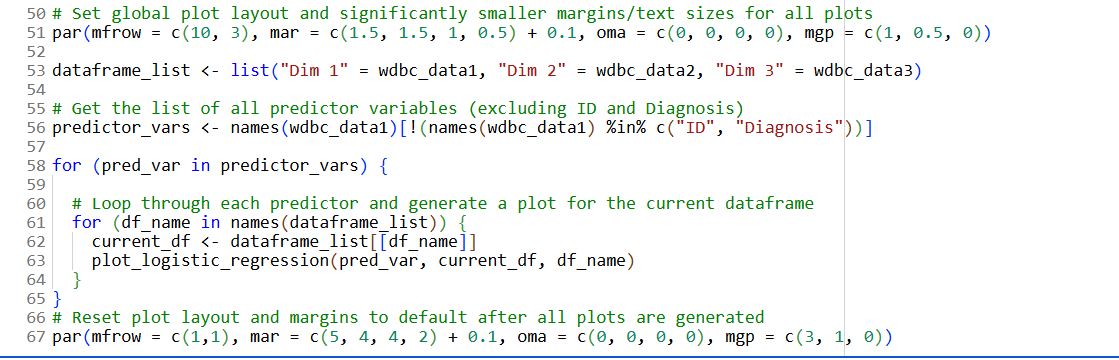 50 # Set global plot layout and significantly smaller margins/text sizes for all plots
51 par(mfrow = c(10, 3), mar = c(1.5, 1.5, 1, 0.5) + 0.1, oma = c(0, 0, 0, 0), mgp = c(1, 0.5, 0))
52
53 dataframe_list <- list("Dim 1" = wdbc_data1, "Dim 2" = wdbc_data2, "Dim 3" = wdbc_data3)
54
55 # Get the list of all predictor variables (excluding ID and Diagnosis)
56 predictor_vars <- names(wdbc_data1)[!(names(wdbc_data1) %in% c("ID", "Diagnosis"))]
57
58 for (pred_var in predictor_vars) {
59
60   # Loop through each predictor and generate a plot for the current dataframe
61   for (df_name in names(dataframe_list)) {
62     current_df <- dataframe_list[[df_name]]
63     plot_logistic_regression(pred_var, current_df, df_name)
64   }
65 }
66 # Reset plot layout and margins to default after all plots are generated
67 par(mfrow = c(1,1), mar = c(5, 4, 4, 2) + 0.1, oma = c(0, 0, 0, 0), mgp = c(3, 1, 0))